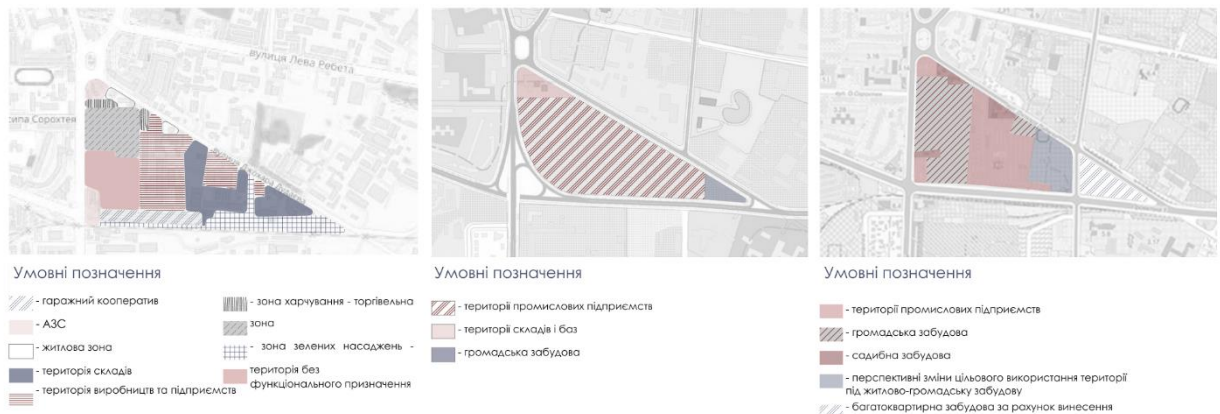 вулиця Лева Ребета
сипа Сорохтея
Умовні позначення
- гаражний кооператив
- АЗС
- житлова зона
- територія складів
- територія виробництв та підприємств
- зона харчування - торгівельна
зона
- зона зелених насаджень -
територія без
функціонального призначення
Умовні позначення
- території промислових підприємств
- території складів і баз
- громадська забудова
Умовні позначення
- території промислових підприємств
- громадська забудова
- садибна забудова
- перспективні зміни цільового використання території
під житлово-громадську забудову
- багатоквартирна забудова за рахунок винесення